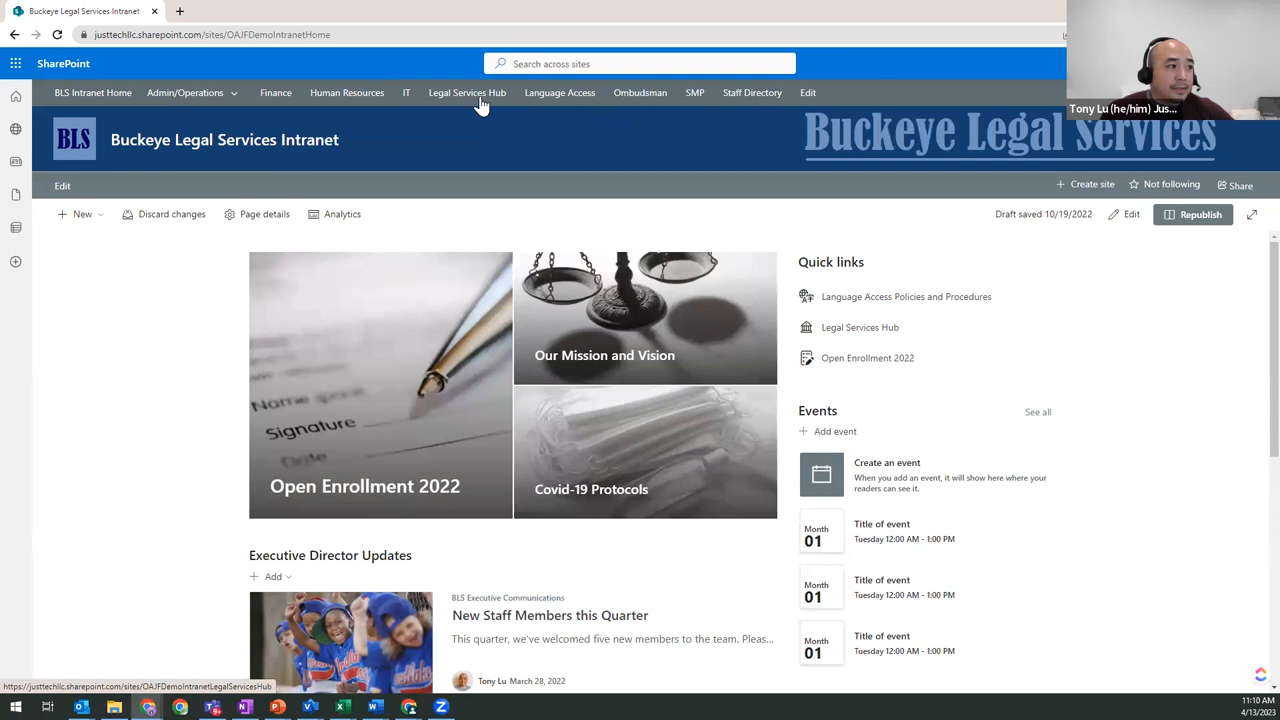 Buckeye Legal Services Intranet -
justtechllc.sharepoint.com/sites/OAJFDemoIntranetHome
SharePoint
Search across sites
BLS Intranet Home
Admin/Operations
Finance
Human Resources
IT
Legal Services Hub
Language Access
Ombudsman
SMP
Staff Directory
Edit
Tony Lu (he/him) Jus...
BLS
Buckeye Legal Services Intranet
Buckeye Legal Services
Edit
Create site
Not following
Share
New
Discard changes
Page details
Analytics
Draft saved 10/19/2022
Edit
Republish
Name
Signature
Date
Open Enrollment 2022
Our Mission and Vision
Covid-19 Protocols
Quick links
Language Access Policies and Procedures
Legal Services Hub
Open Enrollment 2022
Events
See all
Add event
Create an event
When you add an event, it will show here where your
readers can see it.
Month
01
Title of event
Tuesday 12:00 AM - 1:00 PM
Month
01
Title of event
Tuesday 12:00 AM - 1:00 PM
Month
01
Title of event
Tuesday 12:00 AM - 1:00 PM
Executive Director Updates
Add
BLS Executive Communications
New Staff Members this Quarter
This quarter, we've welcomed five new members to the team. Pleas...
Tony Lu March 28, 2022
https://justtechllc.sharepoint.com/sites/OAJFDemoIntranetLegalServicesHub
11:10 AM
4/13/2023